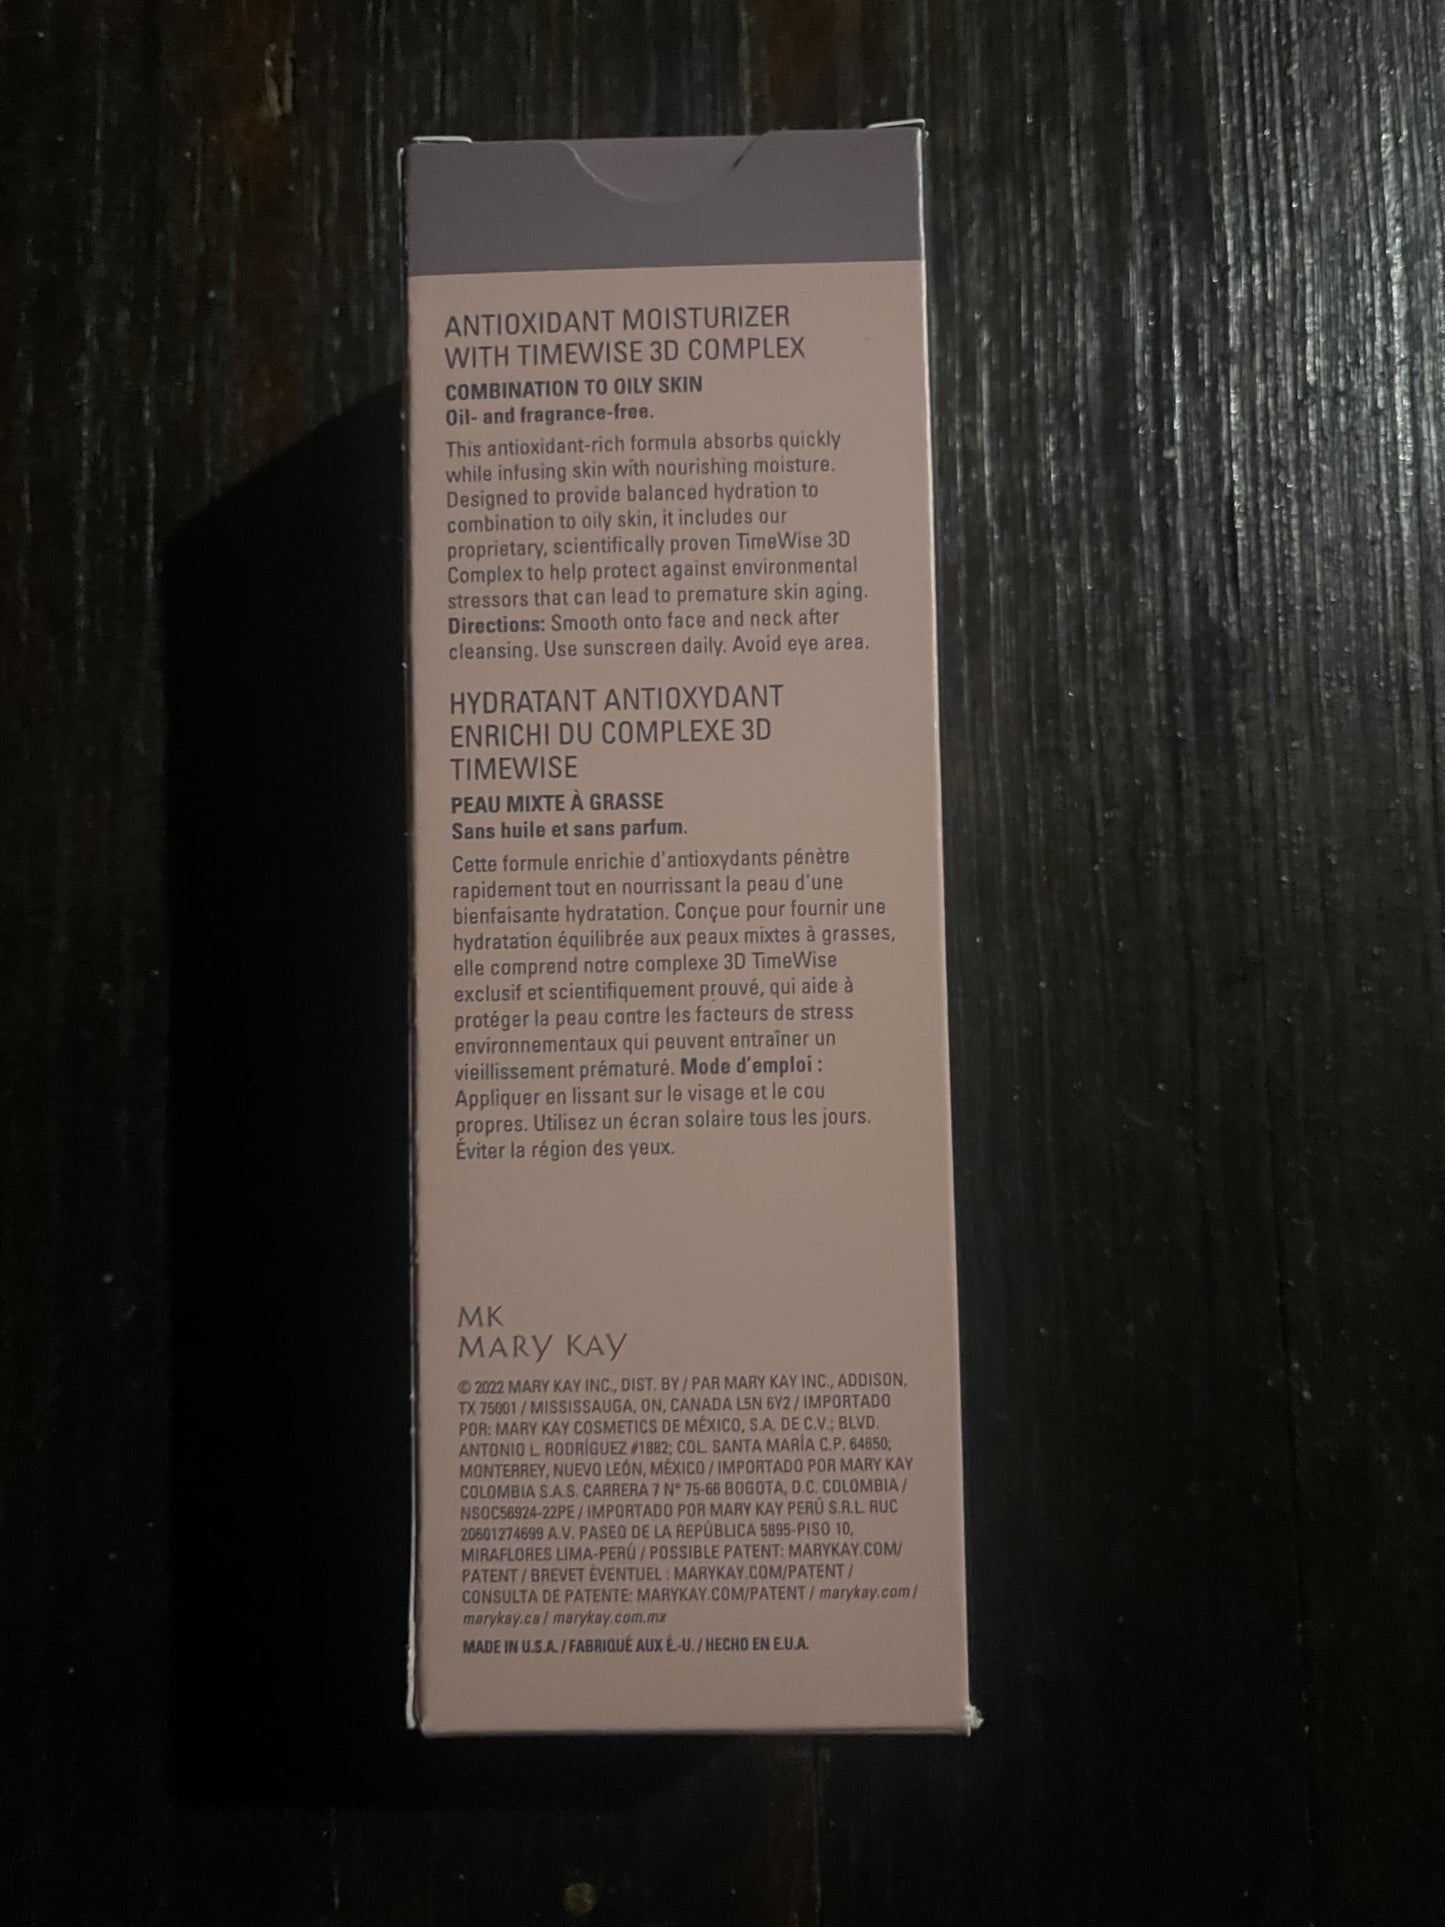 ANTIOXIDANT MOISTURIZER
WITH TIMEWISE 3D COMPLEX
COMBINATION TO OILY SKIN
Oil- and fragrance-free.
This antioxidant-rich formula absorbs quickly
while infusing skin with nourishing moisture.
Designed to provide balanced hydration to
combination to oily skin, it includes our
proprietary, scientifically proven TimeWise 3D
Complex to help protect against environmental
stressors that can lead to premature skin aging.
Directions: Smooth onto face and neck after
cleansing. Use sunscreen daily. Avoid eye area.
HYDRATANT ANTIOXYDANT
ENRICHI DU COMPLEXE 3D
TIMEWISE
PEAU MIXTE À GRASSE
Sans huile et sans parfum.
Cette formule enrichie d'antioxydants pénètre
rapidement tout en nourrissant la peau d'une
bienfaisante hydratation. Conçue pour fournir une
hydratation équilibrée aux peaux mixtes à grasses,
elle comprend notre complexe 3D TimeWise
exclusif et scientifiquement prouvé, qui aide à
protéger la peau contre les facteurs de stress
environnementaux qui peuvent entraîner un
vieillissement prématuré. Mode d'emploi :
Appliquer en lissant sur le visage et le cou
propres. Utilisez un écran solaire tous les jours.
Éviter la région des yeux.
MK
MARY KAY
© 2022 MARY KAY INC., DIST. BY / PAR MARY KAY INC., ADDISON,
TX 75001 / MISSISSAUGA, ON, CANADA L5N 6Y2 / IMPORTADO
POR: MARY KAY COSMETICS DE MÉXICO, S.A. DE C.V.; BLVD.
ANTONIO L. RODRÍGUEZ #1882; COL. SANTA MARÍA C.P. 64650;
MONTERREY, NUEVO LEÓN, MÉXICO / IMPORTADO POR MARY KAY
COLOMBIA S.A.S. CARRERA 7 N° 75-66 BOGOTA, D.C. COLOMBIA /
NSOC56924-22PE / IMPORTADO POR MARY KAY PERÚ S.R.L. RUC
20601274699 A.V. PASEO DE LA REPÚBLICA 5895-PISO 10,
MIRAFLORES LIMA-PERÚ / POSSIBLE PATENT: MARYKAY.COM/
PATENT / BREVET ÉVENTUEL : MARYKAY.COM/PATENT /
CONSULTA DE PATENTE: MARYKAY.COM/PATENT / marykay.com /
marykay.ca / marykay.com.mx
MADE IN U.S.A. / FABRIQUÉ AUX É.-U. / HECHO EN E.U.A.